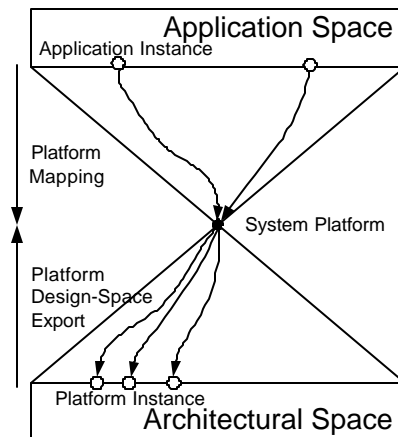 Application Space
Application Instance
Platform
Mapping
System Platform
Platform
Design-Space
Export
Platform Instance
Architectural Space